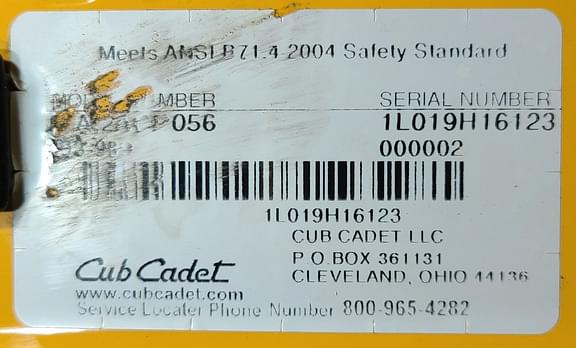 Meets ANSI B71.4-2004 Safety Standard
MBER SERIAL NUMBER
056 1L019H16123
000002
1L019H16123
CUB CADET LLC
P.O.BOX 361131
CLEVELAND, OHIO 44136
Cub Cadet
www.cubcadet.com
Service Locater Phone Number 800-965-4282